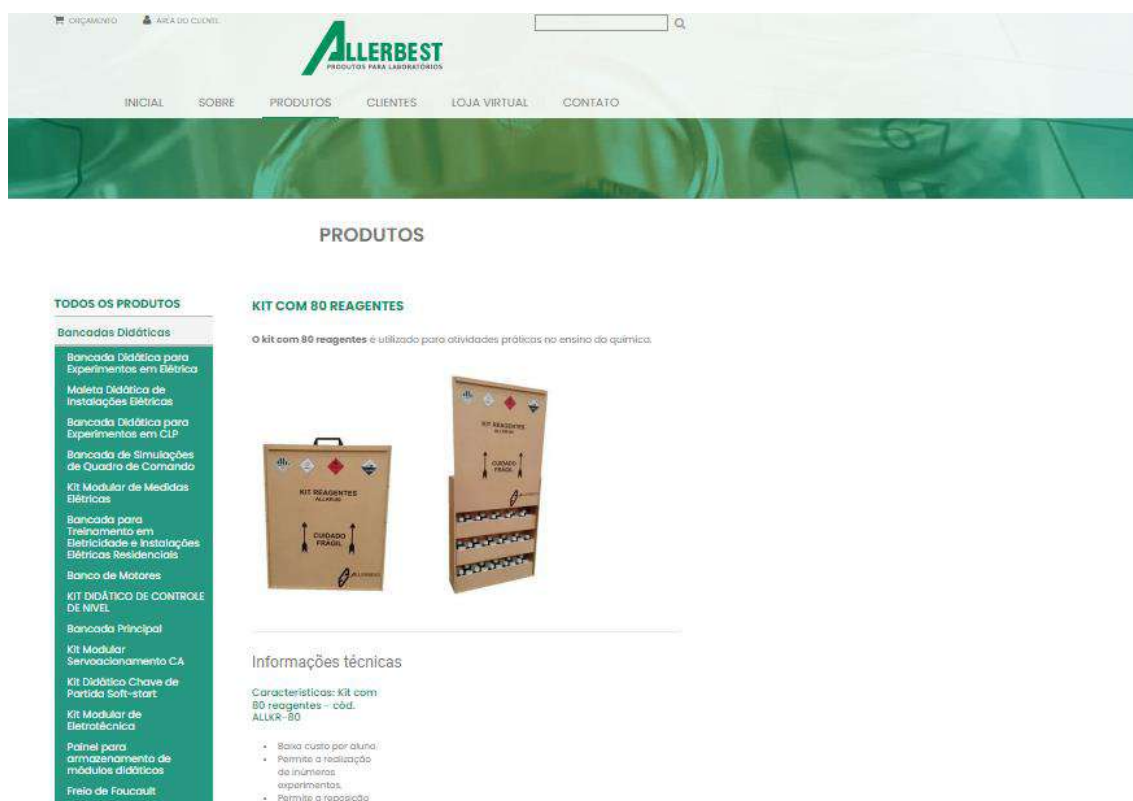 ORÇAMENTO
ÁREA DO CLIENTE
ALLERBEST
PRODUTOS PARA LABORATÓRIOS
INICIAL SOBRE PRODUTOS CLIENTES LOJA VIRTUAL CONTATO
PRODUTOS
TODOS OS PRODUTOS
Bancadas Didáticas
Bancada Didática para
Experimentos em Elétrica
Maleta Didática de
Instalações Elétricas
Bancada Didática para
Experimentos em CLP
Bancada de Simulações
de Quadro de Comando
Kit Modular de Medidas
Elétricas
Bancada para
Treinamento em
Eletricidade e Instalações
Elétricas Residenciais
Banco de Motores
KIT DIDÁTICO DE CONTROLE
DE NIVEL
Bancada Principal
Kit Modular
Servoacionamento CA
Kit Didático Chave de
Partida Soft-start
Kit Modular de
Eletrotécnica
Painel para
armazenamento de
módulos didáticos
Freio de Foucault
KIT COM 80 REAGENTES
O kit com 80 reagentes é utilizado para atividades práticas no ensino da química.
KIT REAGENTES
CUIDADO
FRÁGIL
ALLERBEST
KIT REAGENTES
CUIDADO
FRÁGIL
Informações técnicas
Características: Kit com
80 reagentes - cód.
ALLKR-80
• Baixo custo por aluno.
• Permite a realização
de inúmeros
experimentos.
• Permite a reposição